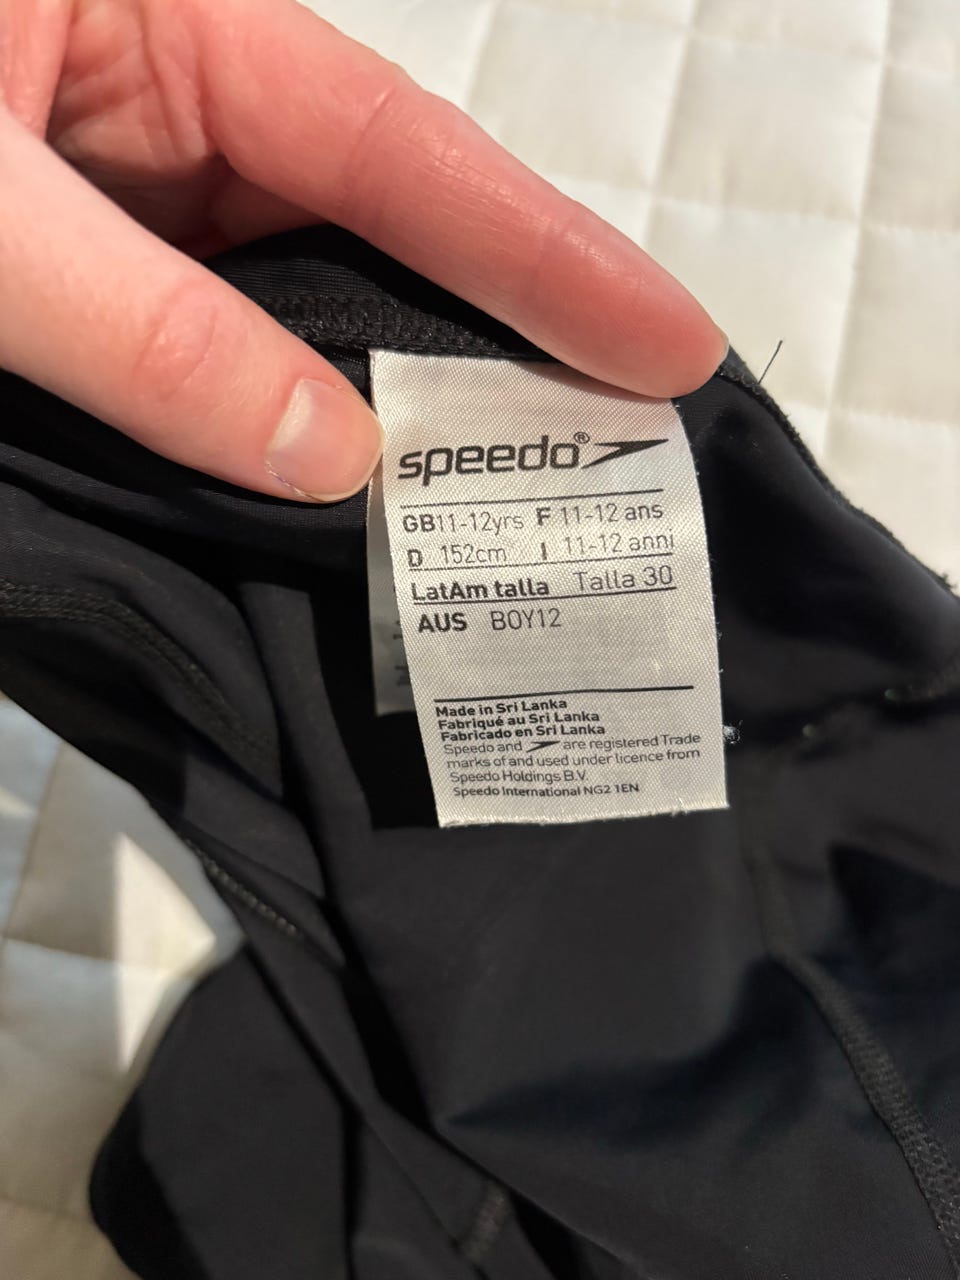 speedo®
GB 11-12yrs F 11-12 ans
D 152cm I 11-12 anni
LatAm talla Talla 30
AUS BOY12
Made in Sri Lanka
Fabriqué au Sri Lanka
Fabricado en Sri Lanka
Speedo and are registered Trade
marks of and used under licence from
Speedo Holdings B.V.
Speedo International NG2 1EN